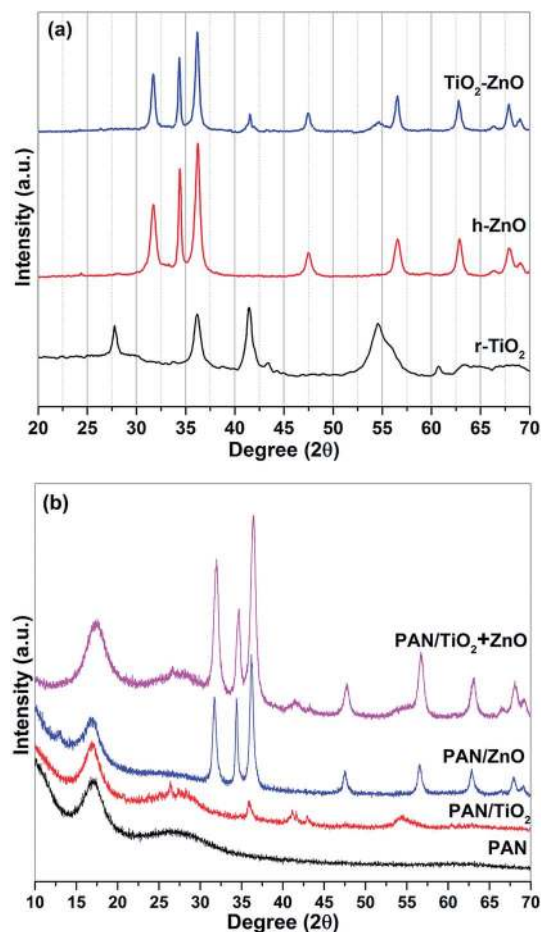 (a)
TiO2-ZnO
h-ZnO
r-TiO2
Intensity (a.u.)
20 25 30 35 40 45 50 55 60 65 70
Degree (2θ)
(b)
PAN/TiO2+ZnO
PAN/ZnO
PAN/TiO2
PAN
Intensity (a.u.)
10 15 20 25 30 35 40 45 50 55 60 65 70
Degree (2θ)